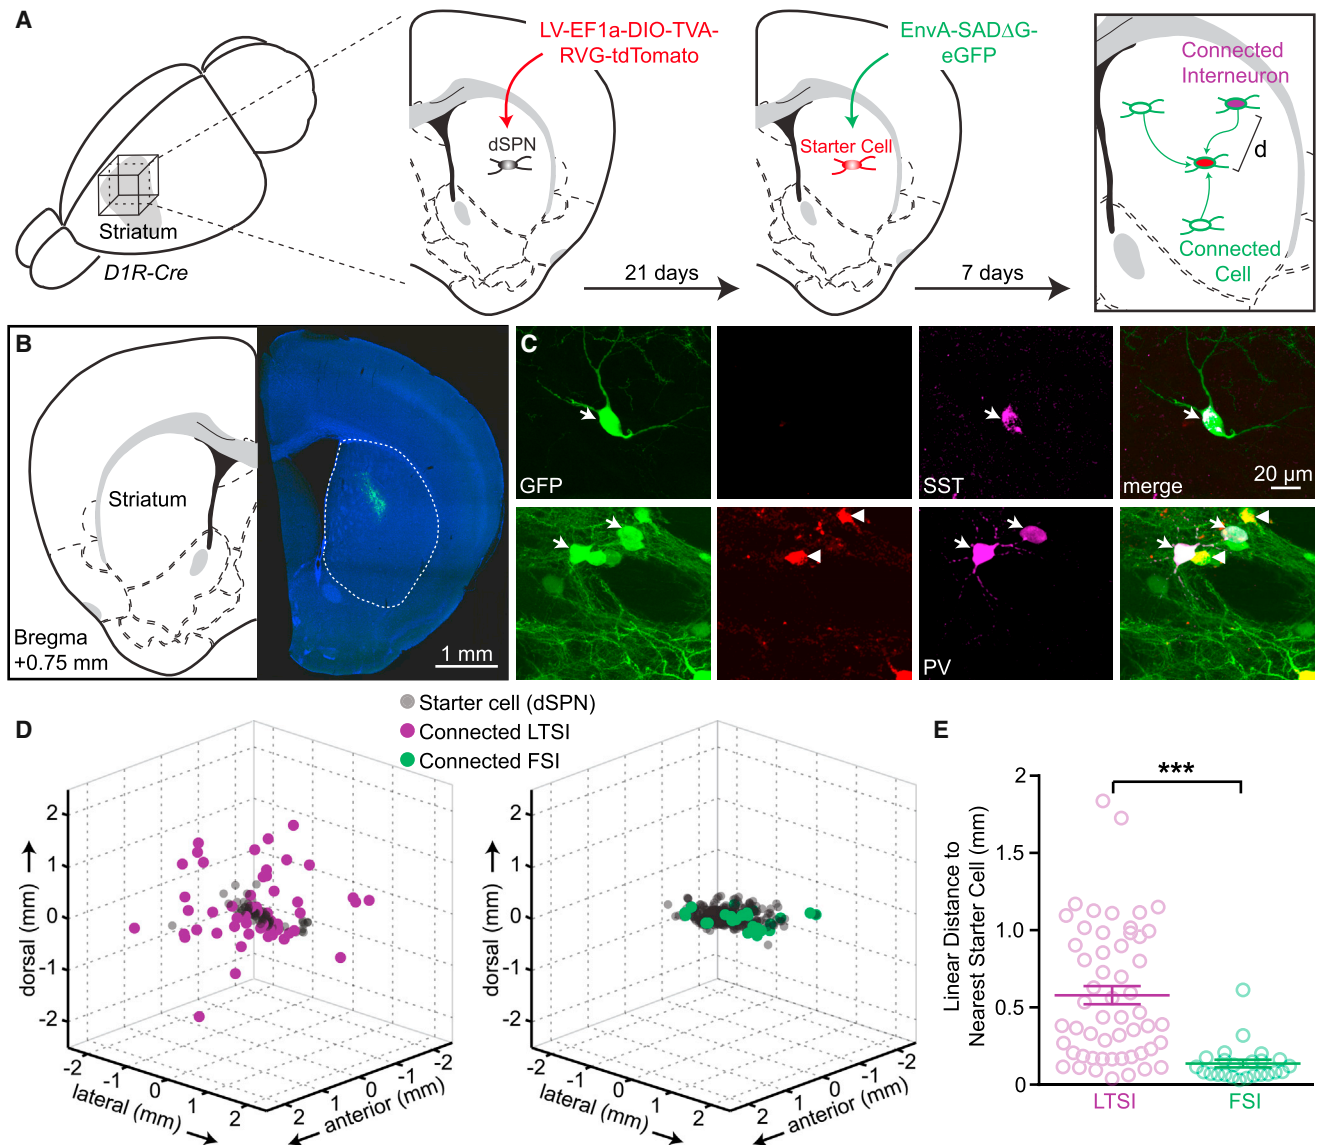 A
Striatum
D1R-Cre
LV-EF1a-DIO-TVA-
RVG-tdTomato
dSPN
21 days
EnvA-SADΔG-
eGFP
Starter Cell
7 days
Connected
Interneuron
d
Connected
Cell
B
Striatum
Bregma
+0.75 mm
1 mm
C
GFP
SST
merge
20 µm
PV
D
Starter cell (dSPN)
Connected LTSI
Connected FSI
dorsal (mm)
2
1
0
-1
-2
-2
-1
0
1
2
lateral (mm)
2
1
0
-1
-2
anterior (mm)
dorsal (mm)
2
1
0
-1
-2
-2
-1
0
1
2
lateral (mm)
2
1
0
-1
-2
anterior (mm)
E
Linear Distance to
Nearest Starter Cell (mm)
2
1.5
1.0
0.5
0
***
LTSI
FSI